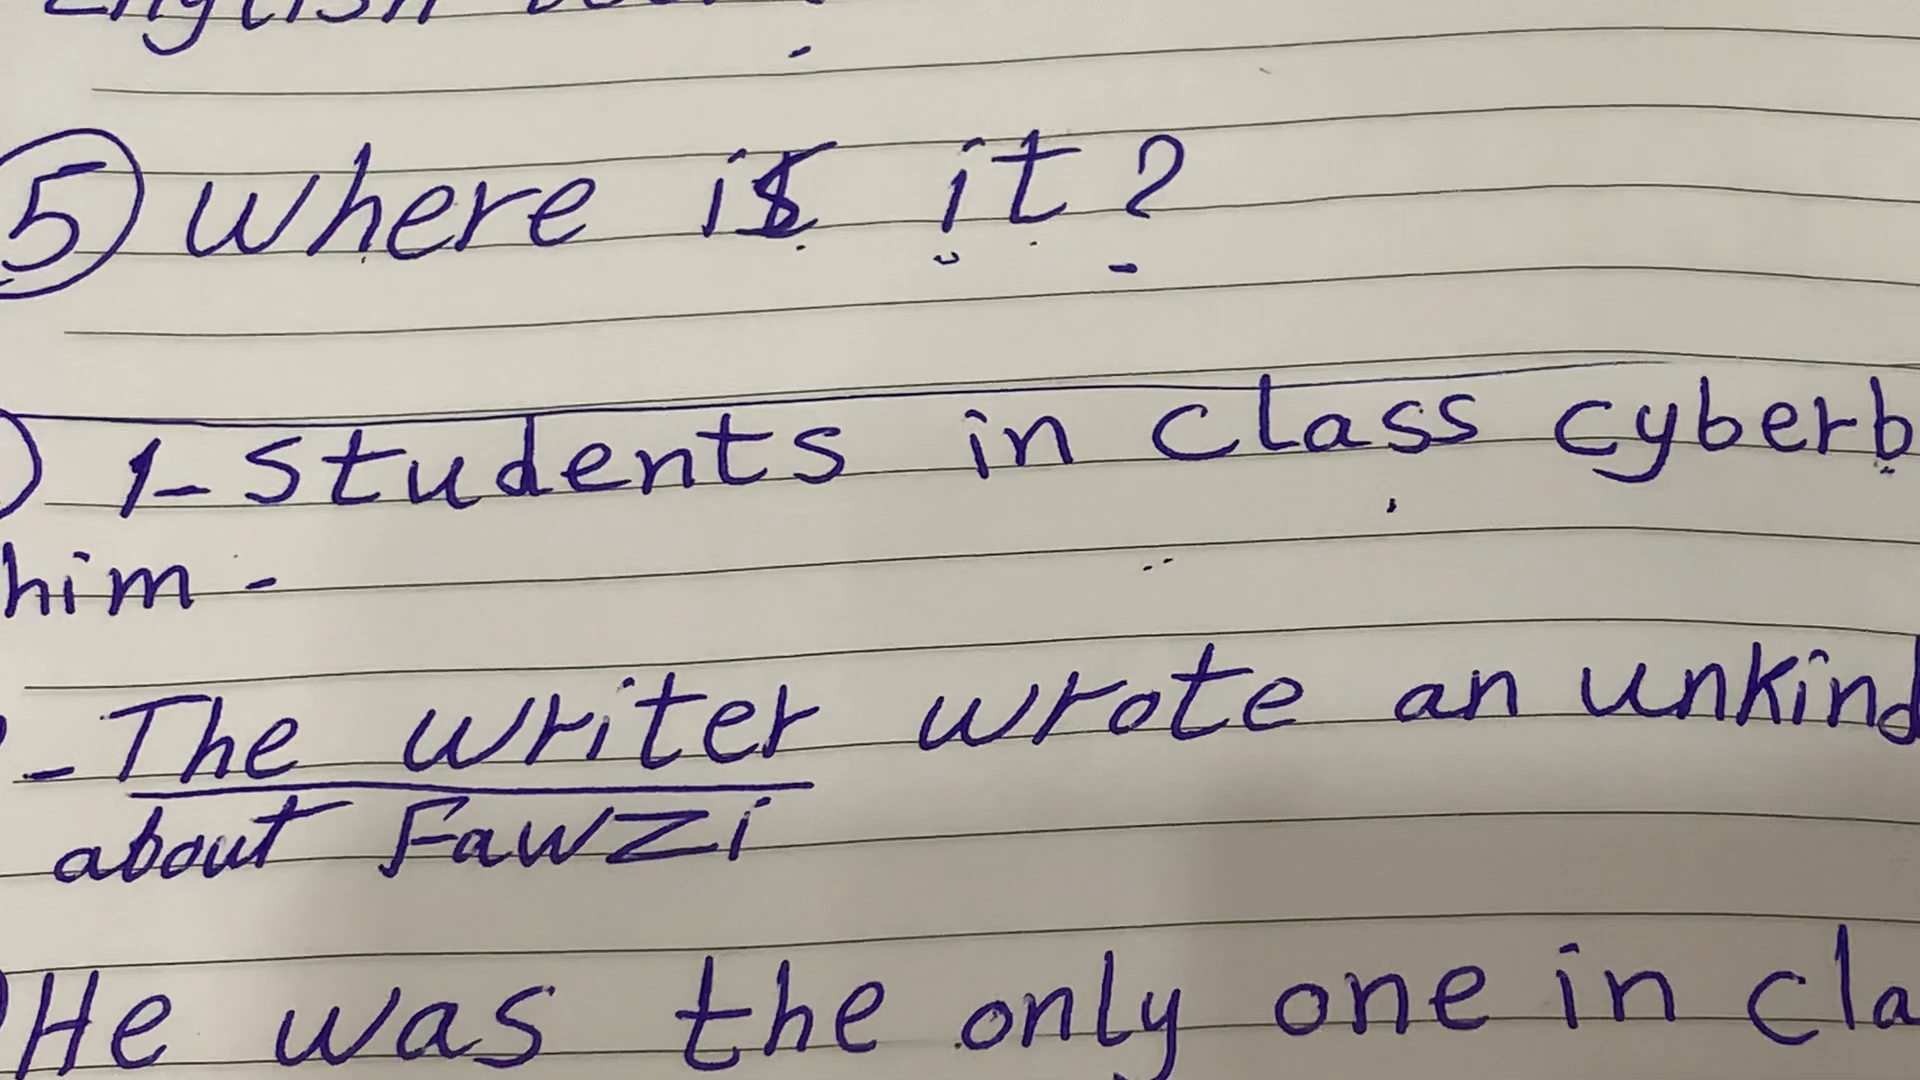 English
⑤ where is it?
1- Students in class cyberb
him -
- The writer wrote an unkind
about Fawzi
He was the only one in cla